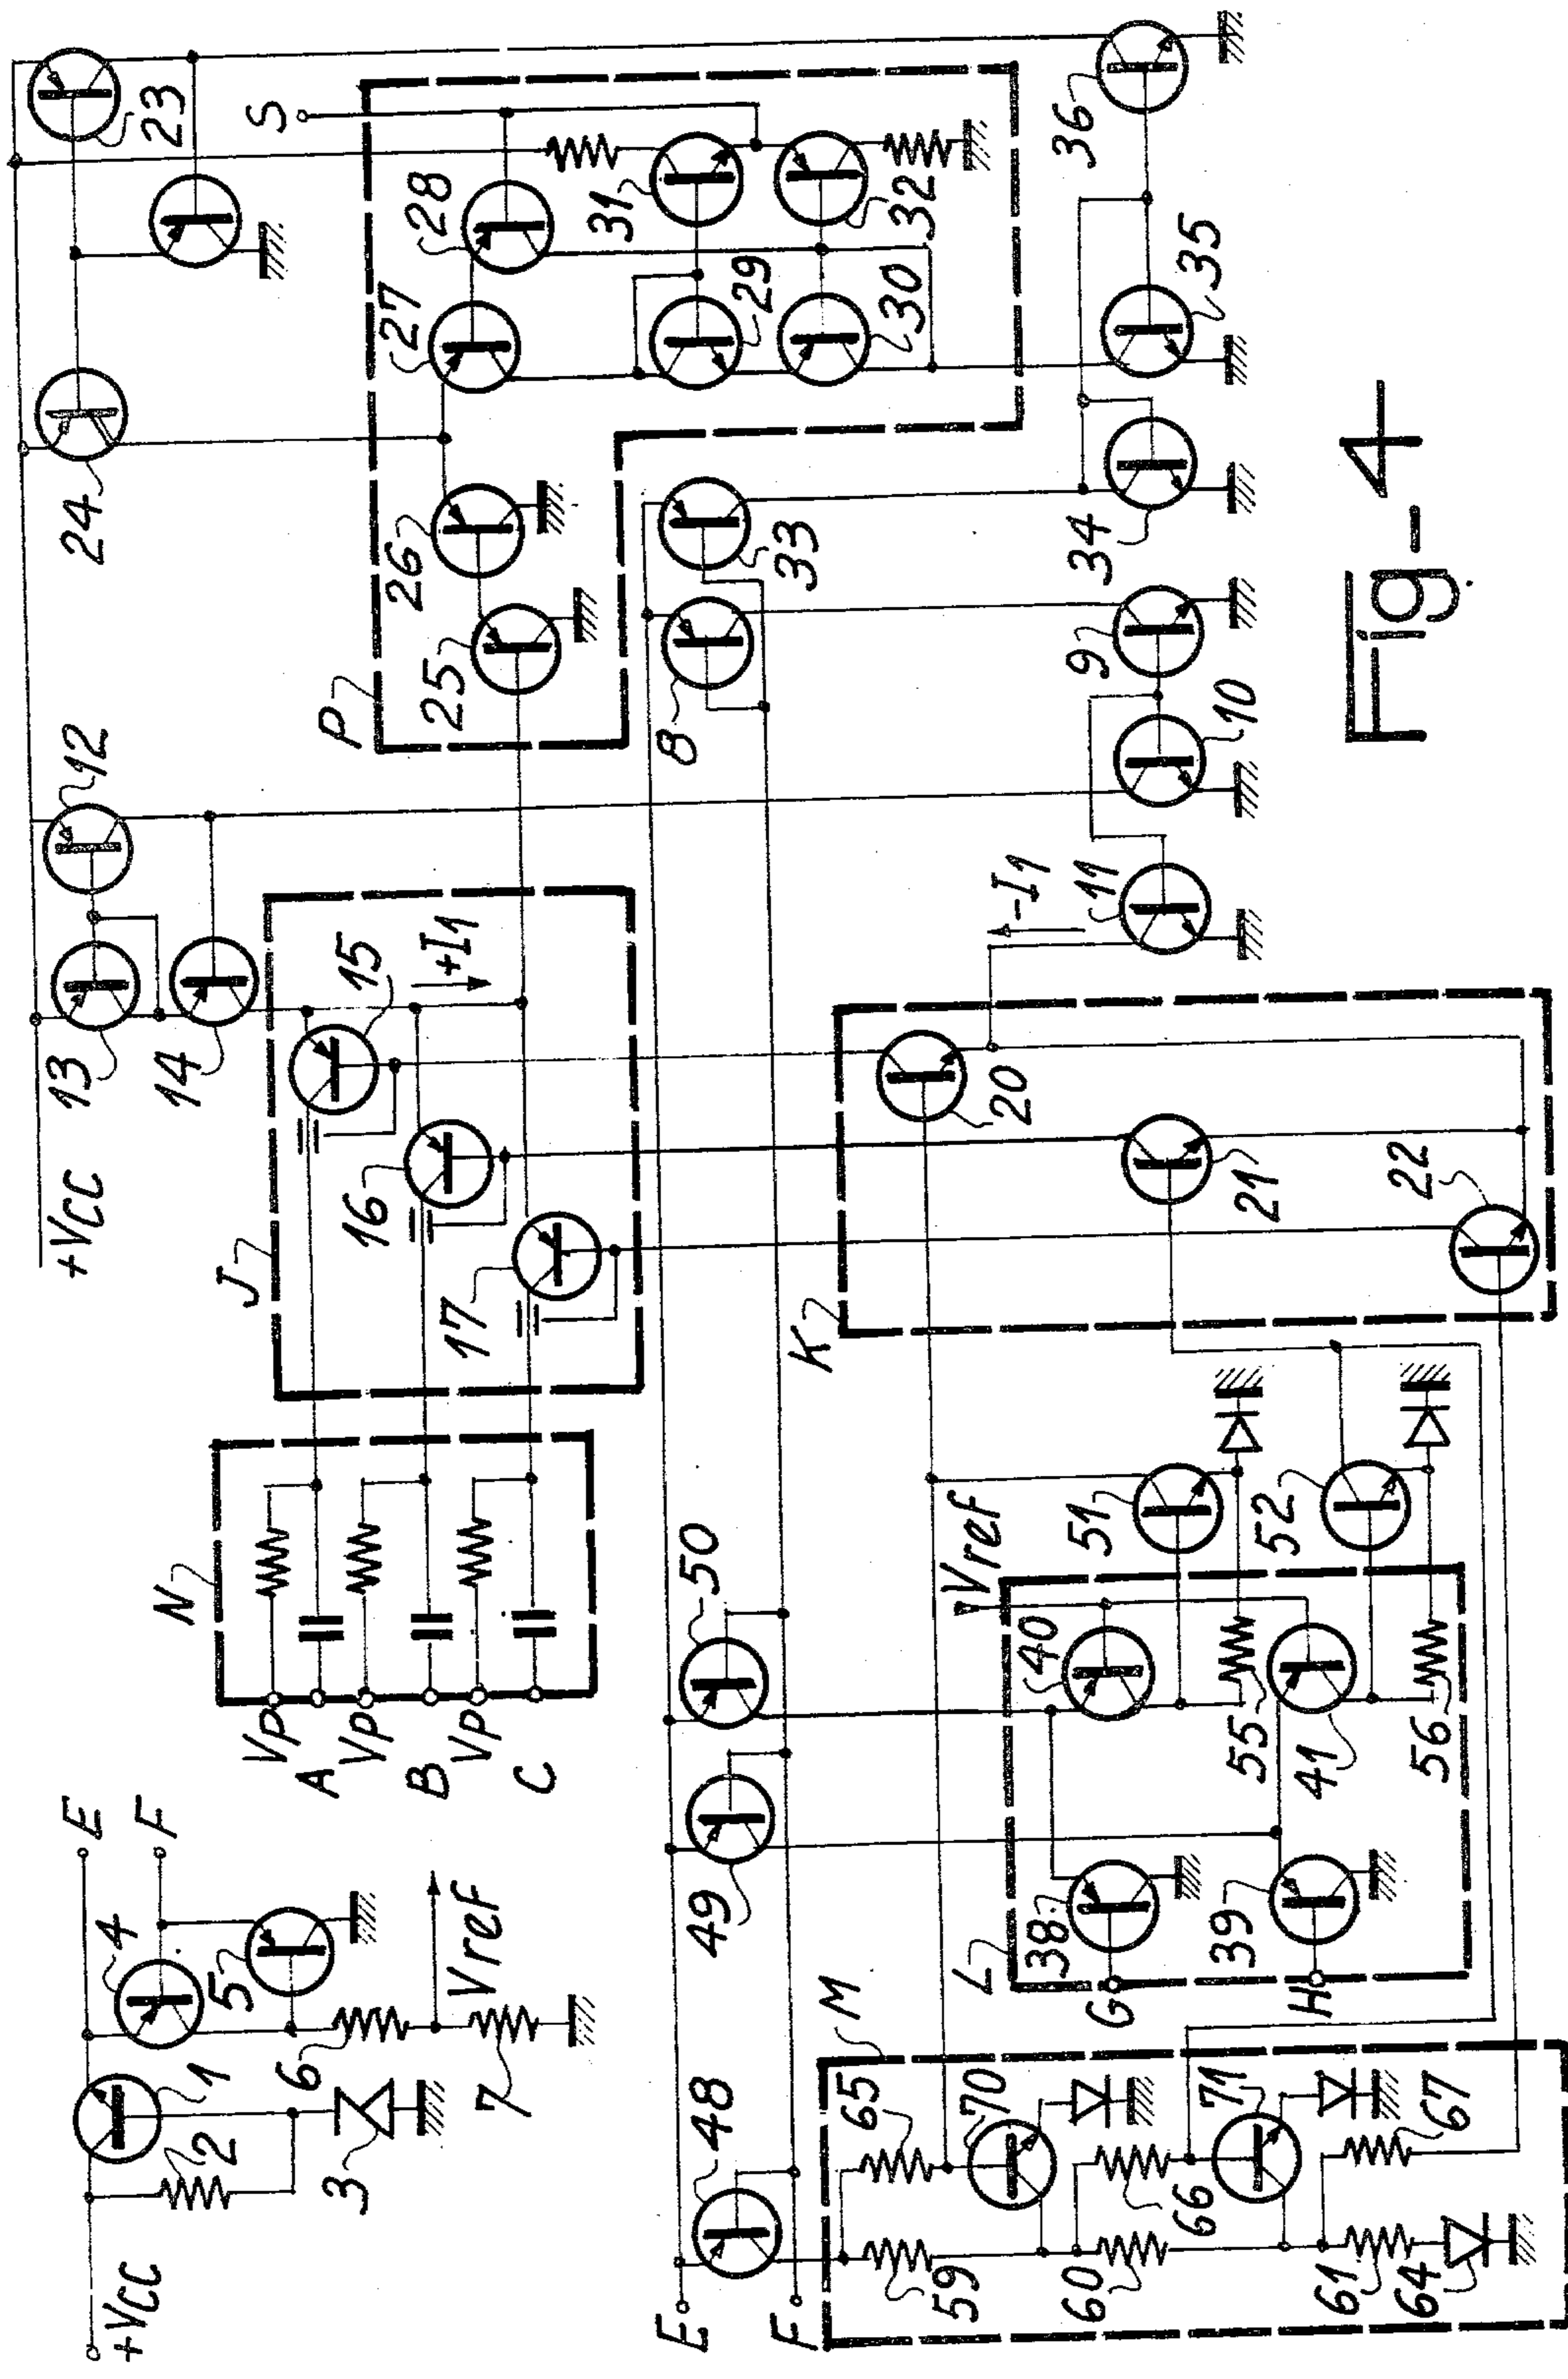 +VCC
1
2
3
4
5
6
7
E
F
Vref
Vp
A
Vp
B
Vp
C
N
J
+VCC
13
14
12
15
16
17
+I1
24
23
S
P
25
26
27
28
29
30
31
32
8
33
E
F
48
49
50
M
59
60
61
64
65
66
67
70
71
L
G
H
38
39
40
41
55
56
Vref
51
52
K
20
21
22
-I1
11
10
9
34
35
36
Fig-4